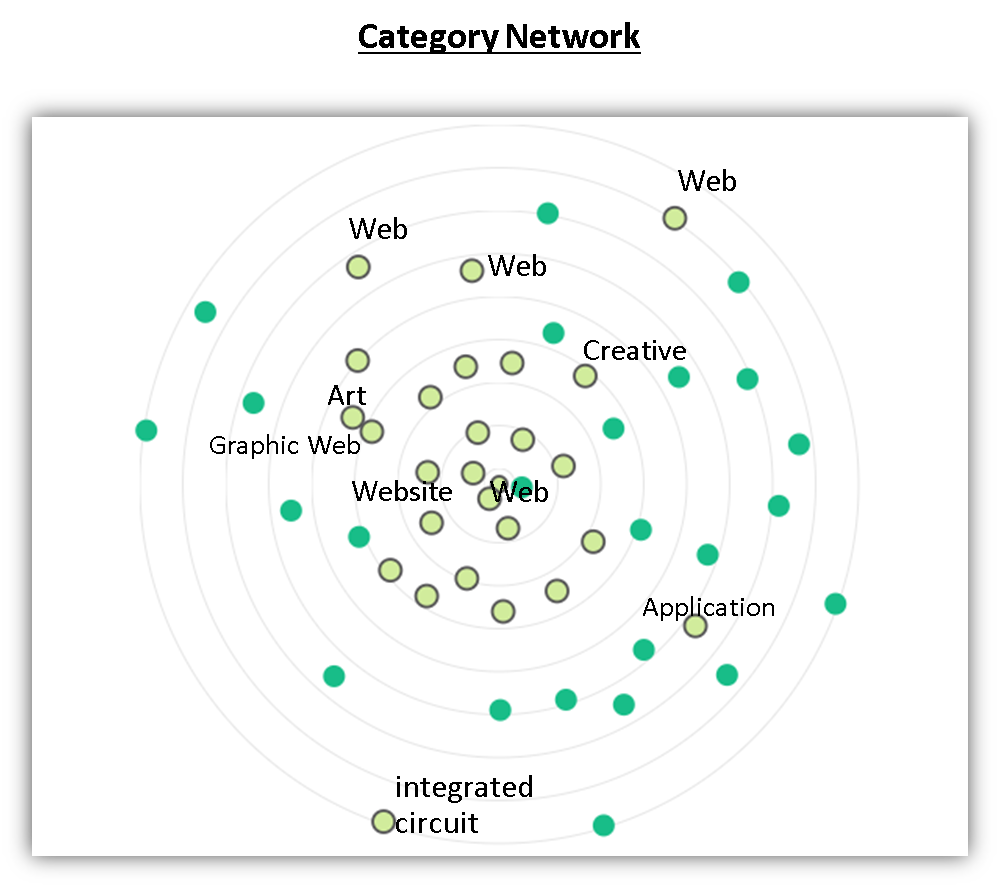 Category Network
Web
Web
Web
Creative
Art
Graphic Web
Website
Web
Application
integrated
circuit